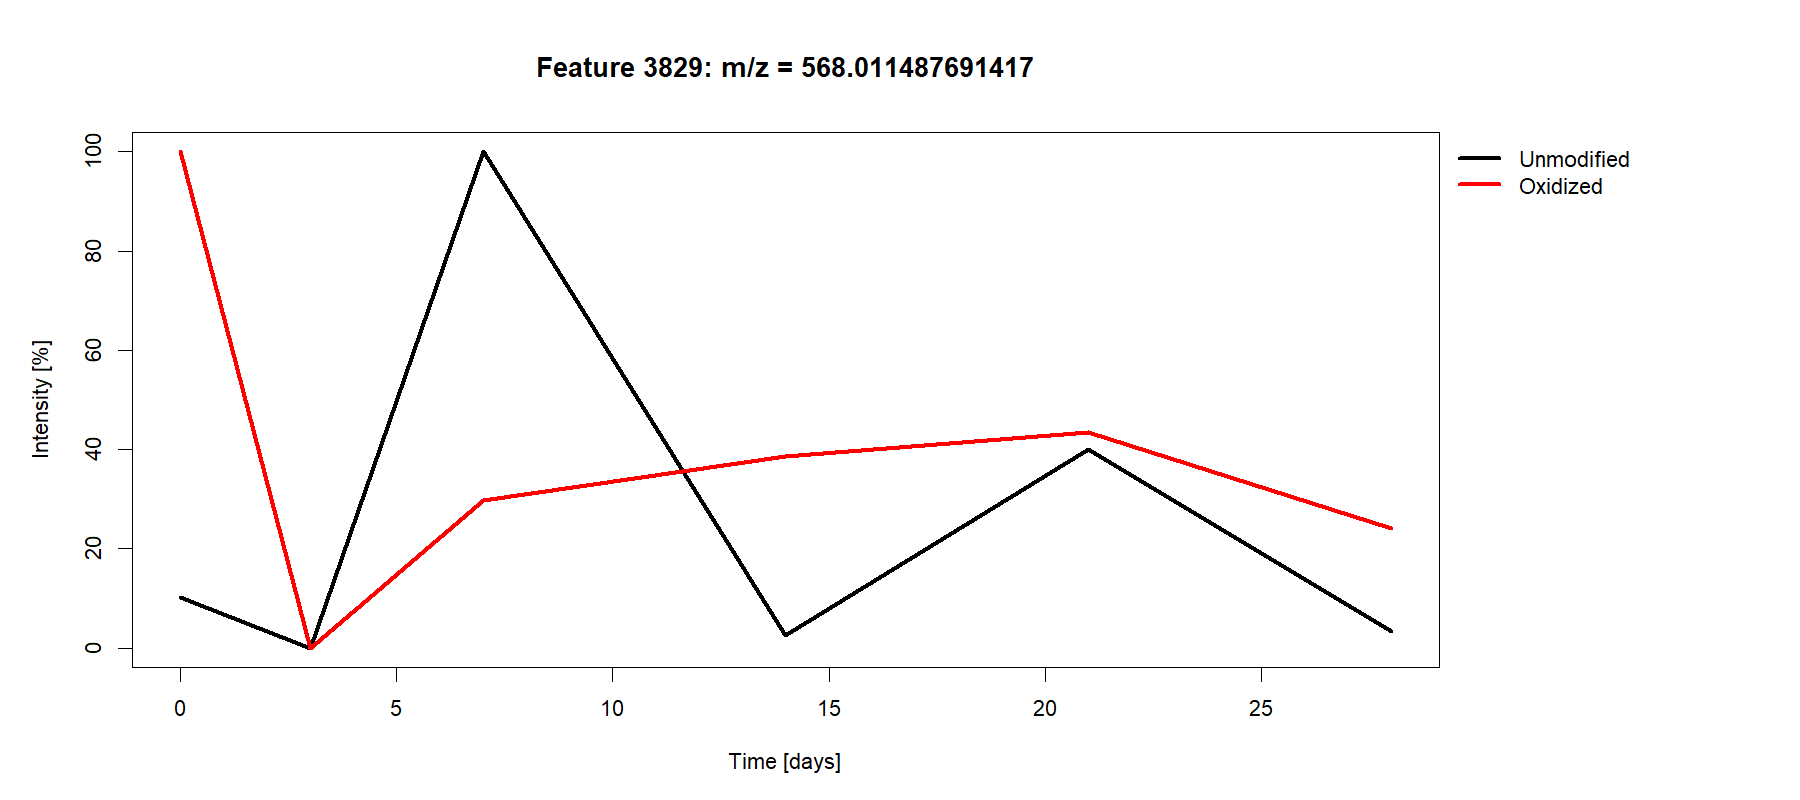 Feature 3829: m/z = 568.011487691417
Unmodified
Oxidized
Intensity [%]
100
80
60
40
20
0
0 5 10 15 20 25
Time [days]